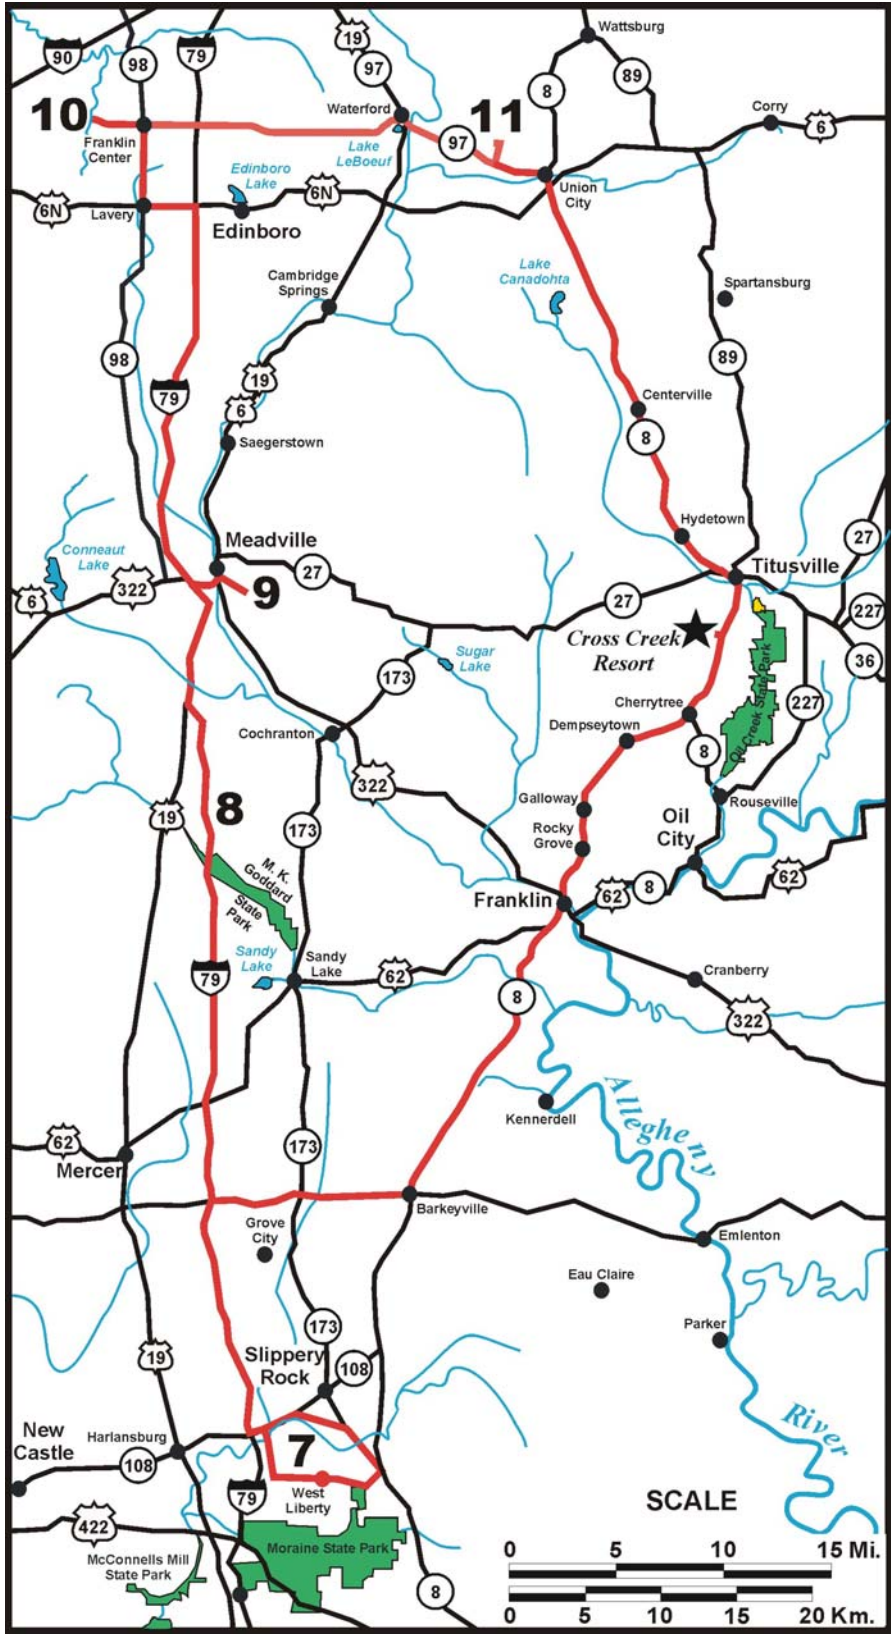 19
Wattsburg
90
98
79
97
89
8
10
Waterford
11
Corry
6
Franklin
Center
Lake
LeBoeuf
97
Edinboro
Lake
6N
Union
City
6N
Lavery
Edinboro
Lake
Canadohta
Cambridge
Springs
Spartansburg
98
89
19
79
6
Centerville
8
Saegerstown
Hydetown
Meadville
27
Conneaut
Lake
27
Titusville
322
9
6
27
227
Cross Creek
Resort
Sugar
Lake
36
173
Oil Creek State Park
Cherrytree
227
Dempseytown
8
Cochranton
322
Galloway
Rouseville
8
19
Rocky
Grove
Oil
City
173
M. K.
Goddard
State
Park
62
8
62
Franklin
Sandy
Lake
Sandy
Lake
62
Cranberry
79
8
322
Allegheny
Kennerdell
62
173
Mercer
Barkeyville
Grove
City
Emlenton
Eau Claire
173
Parker
19
Slippery
Rock
108
River
New
Castle
Harlansburg
7
108
West
Liberty
79
SCALE
422
Moraine State Park
McConnells Mill
State Park
0 5 10 15 Mi.
8
0 5 10 15 20 Km.